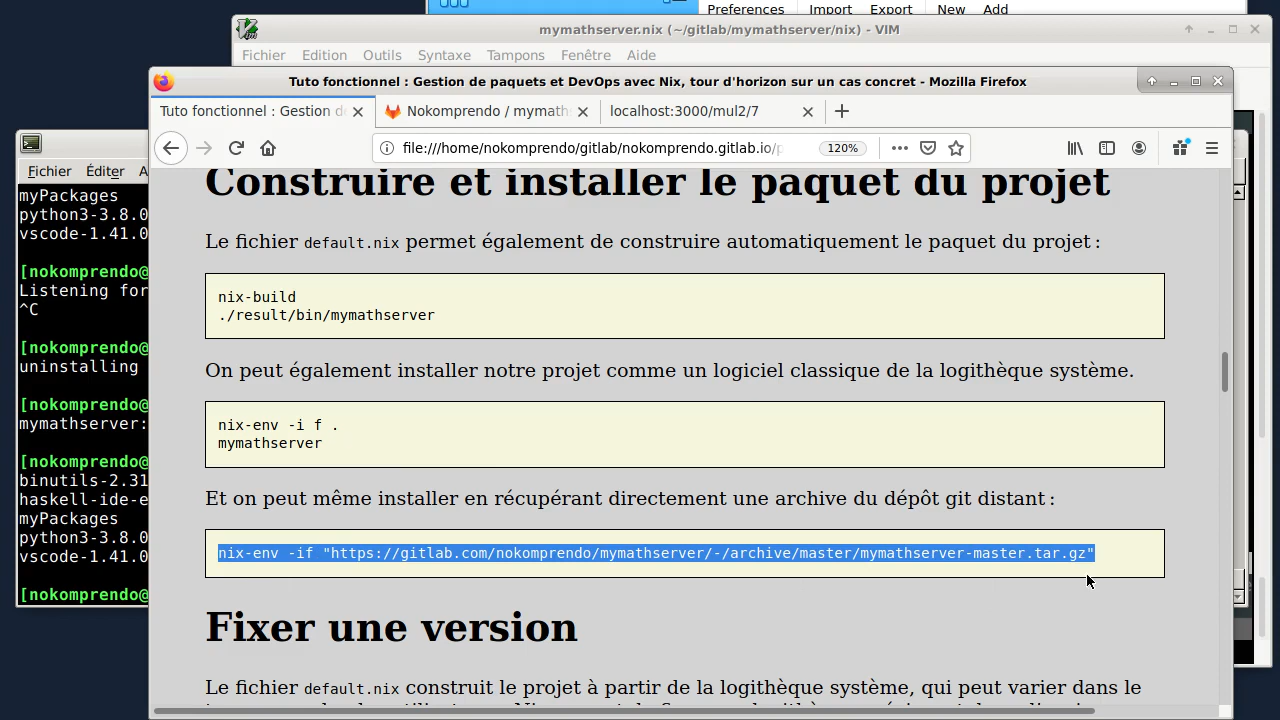 Preferences Import Export New Add
mymathserver.nix (~/gitlab/mymathserver/nix) - VIM
Fichier Edition Outils Syntaxe Tampons Fenêtre Aide
Tuto fonctionnel : Gestion de paquets et DevOps avec Nix, tour d'horizon sur un casconcret - Mozilla Firefox
Tuto fonctionnel : Gestion de Nokomprendo / mymath localhost:3000/mul2/7
file:///home/nokomprendo/gitlab/nokomprendo.gitlab.io/p 120%
Fichier Éditer A
myPackages
python3-3.8.0
vscode-1.41.0
[nokomprendo@
Listening for
^C
[nokomprendo@
uninstalling
[nokomprendo@
mymathserver:
[nokomprendo@
binutils-2.31
haskell-ide-e
myPackages
python3-3.8.0
vscode-1.41.0
[nokomprendo@
Construire et installer le paquet du projet
Le fichier default.nix permet également de construire automatiquement le paquet du projet :
nix-build
./result/bin/mymathserver
On peut également installer notre projet comme un logiciel classique de la logithèque système.
nix-env -i f .
mymathserver
Et on peut même installer en récupérant directement une archive du dépôt git distant :
nix-env -if "https://gitlab.com/nokomprendo/mymathserver/-/archive/master/mymathserver-master.tar.gz"
Fixer une version
Le fichier default.nix construit le projet à partir de la logithèque système, qui peut varier dans le